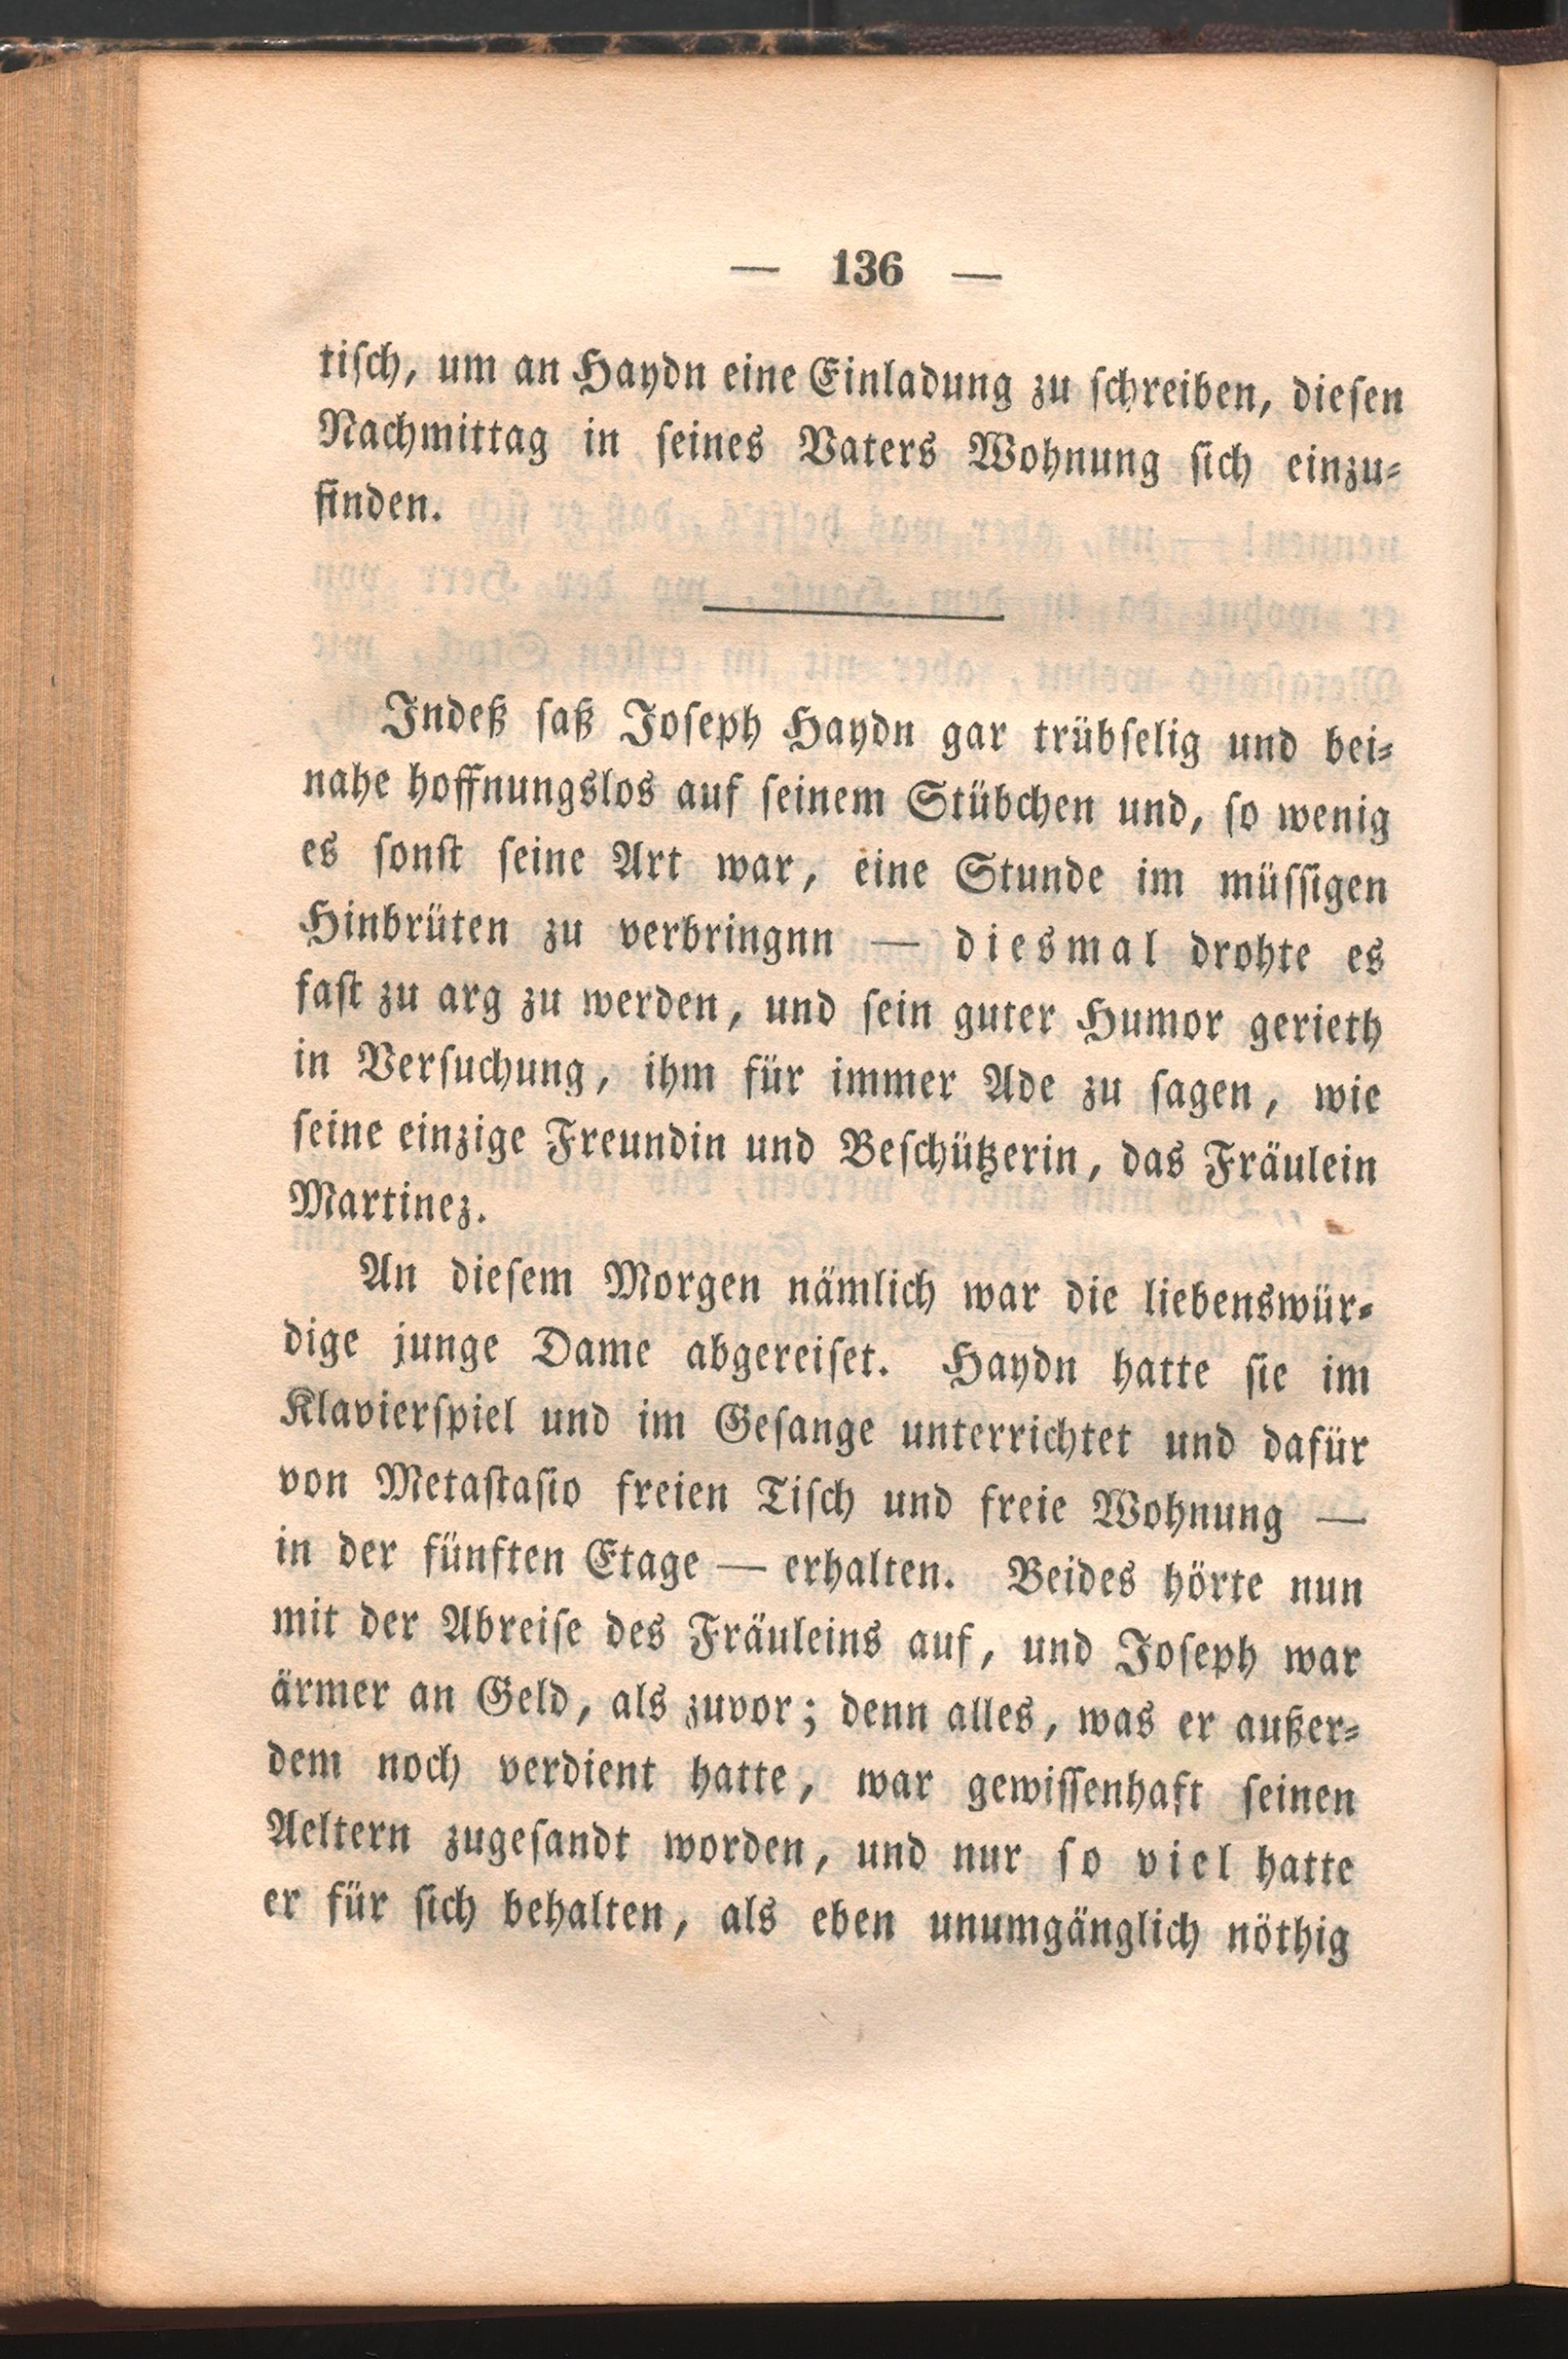 — 136 —
tiſch, um an Haydn eine Einladung zu ſchreiben, dieſen
Nachmittag in ſeines Vaters Wohnung ſich einzu⸗
finden.
Indeß ſaß Joſeph Haydn gar trübſelig und bei⸗
nahe hoffnungslos auf ſeinem Stübchen und, ſo wenig
es ſonſt ſeine Art war, eine Stunde im müſſigen
Hinbrüten zu verbringnn — diesmal drohte es
faſt zu arg zu werden, und ſein guter Humor gerieth
in Verſuchung, ihm für immer Ade zu ſagen, wie
ſeine einzige Freundin und Beſchützerin, das Fräulein
Martinez.
An dieſem Morgen nämlich war die liebenswür⸗
dige junge Dame abgereiſet. Haydn hatte ſie im
Klavierſpiel und im Geſange unterrichtet und dafür
von Metaſtaſio freien Tiſch und freie Wohnung —
in der fünften Etage — erhalten. Beides hörte nun
mit der Abreiſe des Fräuleins auf, und Joſeph war
ärmer an Geld, als zuvor; denn alles, was er außer⸗
dem noch verdient hatte, war gewiſſenhaft ſeinen
Aeltern zugeſandt worden, und nur ſo viel hatte
er für ſich behalten, als eben unumgänglich nöthig